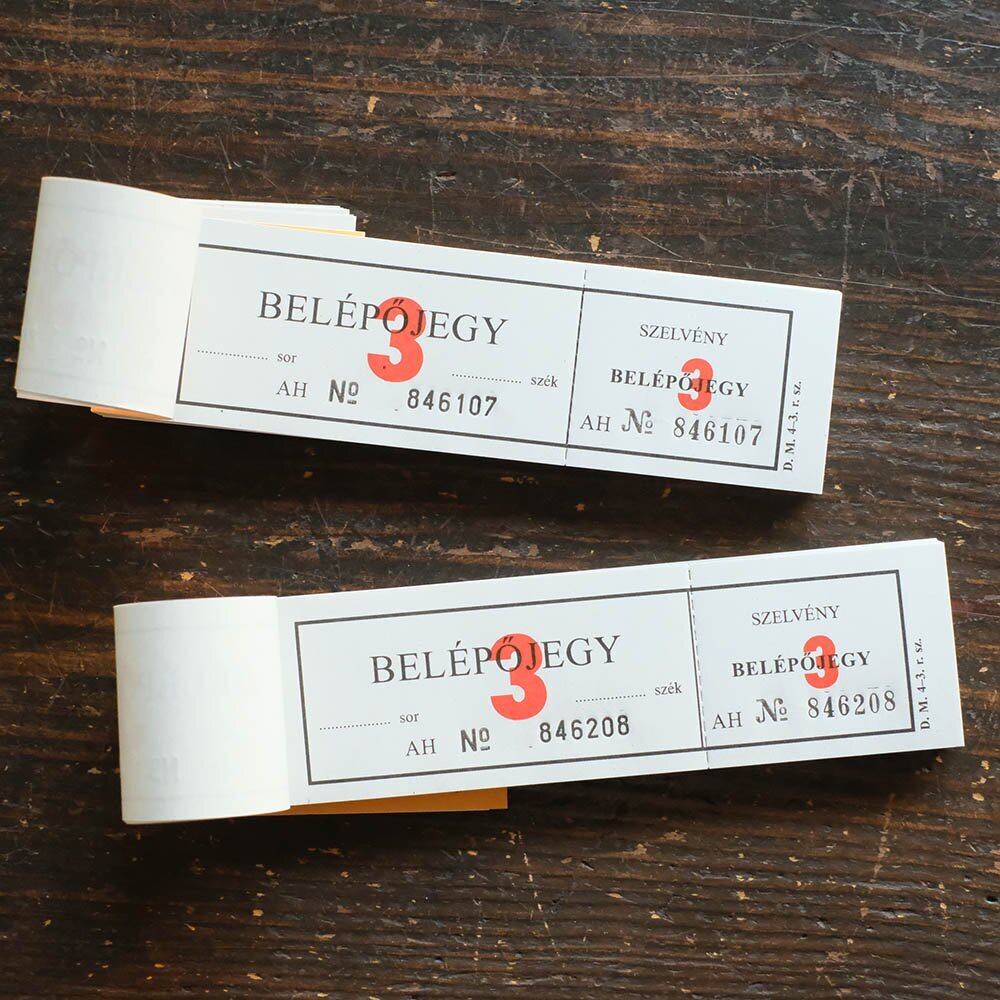 BELÉPŐJEGY
3
sor
szék
AH № 846107
SZELVÉNY
3
BELÉPŐJEGY
AH № 846107
D. M. 4-3. r. sz.
BELÉPŐJEGY
3
szék
sor
AH № 846208
SZELVÉNY
3
BELÉPŐJEGY
AH № 846208
D. M. 4-3. r. sz.